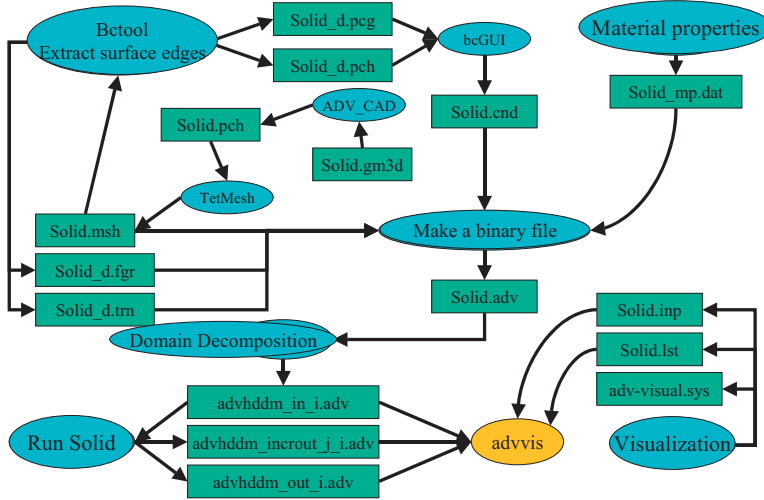 Bctool
Extract surface edges
Solid_d.pcg
Solid_d.pch
bcGUI
Material properties
Solid_mp.dat
ADV_CAD
Solid.pch
Solid.gm3d
Solid.cnd
TetMesh
Solid.msh
Make a binary file
Solid_d.fgr
Solid_d.trn
Solid.adv
Domain Decomposition
Solid.inp
Solid.lst
adv-visual.sys
advhddm_in_i.adv
Run Solid
advhddm_incrout_j_i.adv
advhddm_out_i.adv
advvis
Visualization